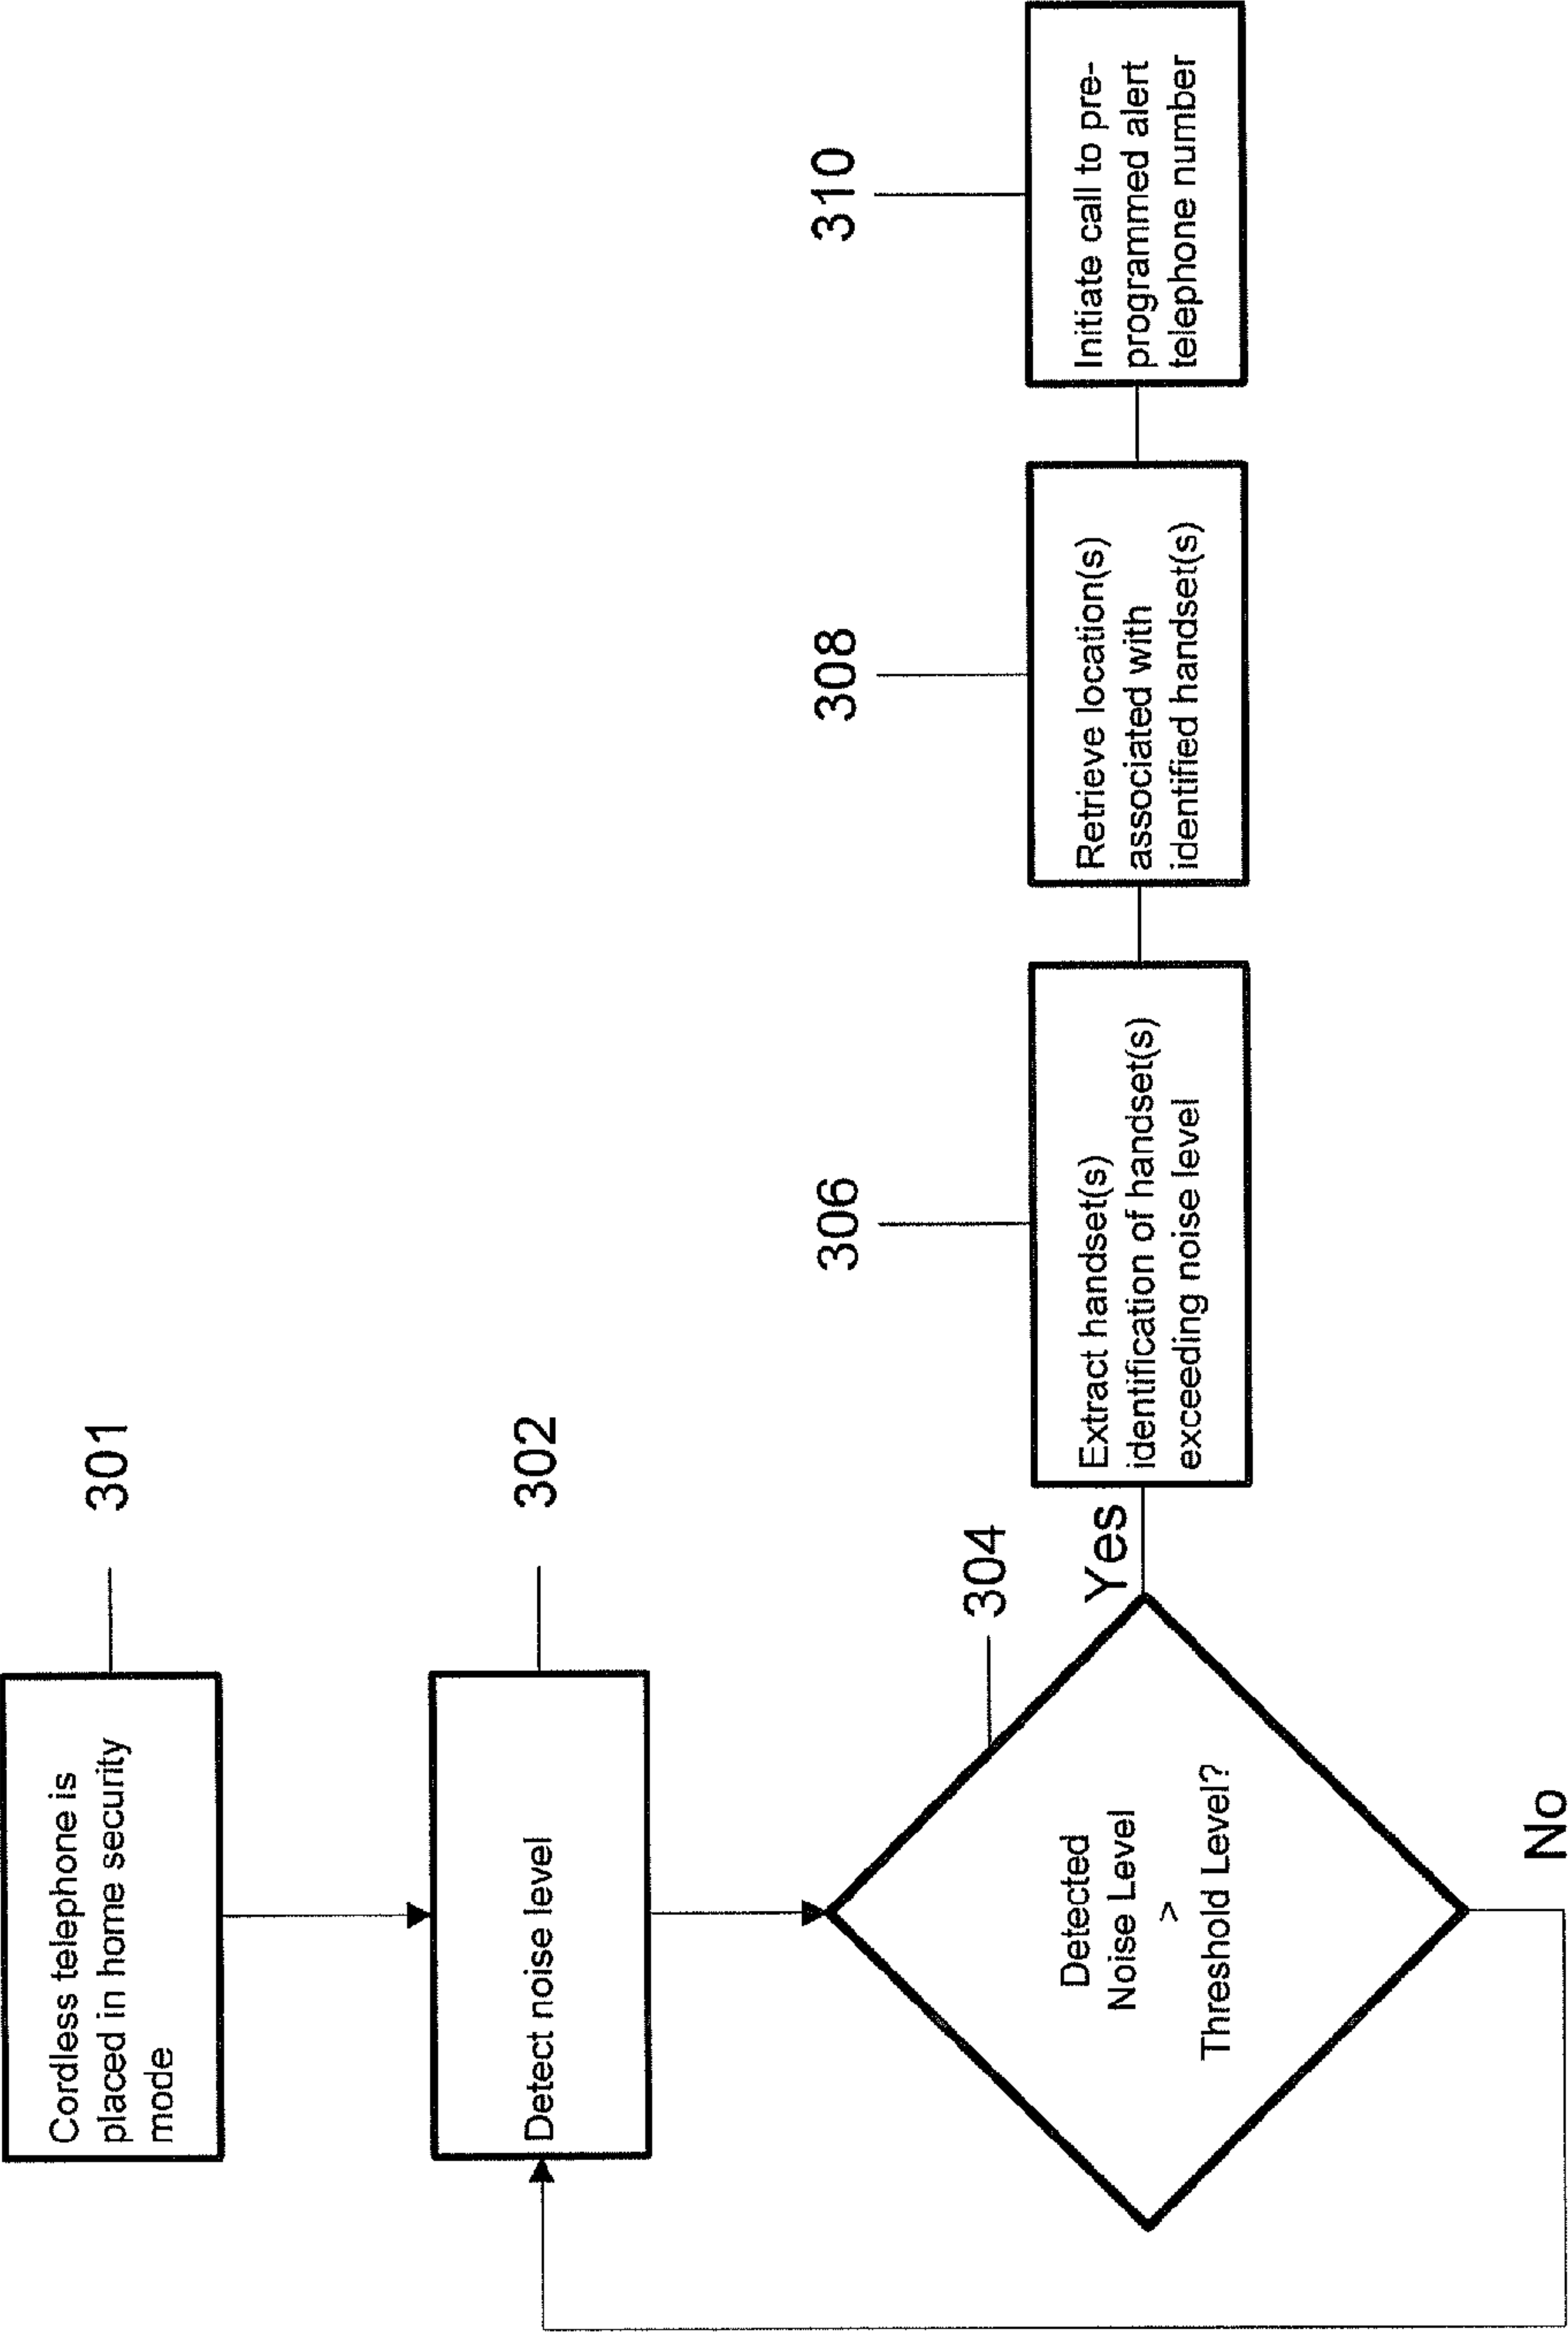 301
Cordless telephone is
placed in home security
mode
302
Detect noise level
304
Detected
Noise Level
>
Threshold Level?
Yes
No
306
Extract handset(s)
identification of handset(s)
exceeding noise level
308
Retrieve location(s)
associated with
identified handset(s)
310
Initiate call to pre-
programmed alert
telephone number